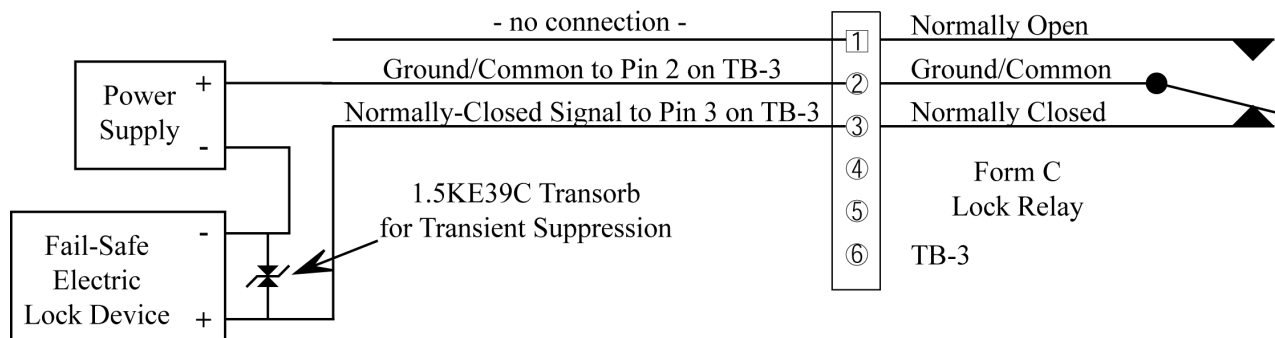 - no connection -
1
Normally Open
Power
Supply
+
-
Ground/Common to Pin 2 on TB-3
2
Ground/Common
Normally-Closed Signal to Pin 3 on TB-3
3
Normally Closed
4
5
6
Form C
Lock Relay
TB-3
1.5KE39C Transorb
for Transient Suppression
Fail-Safe
Electric
Lock Device
-
+